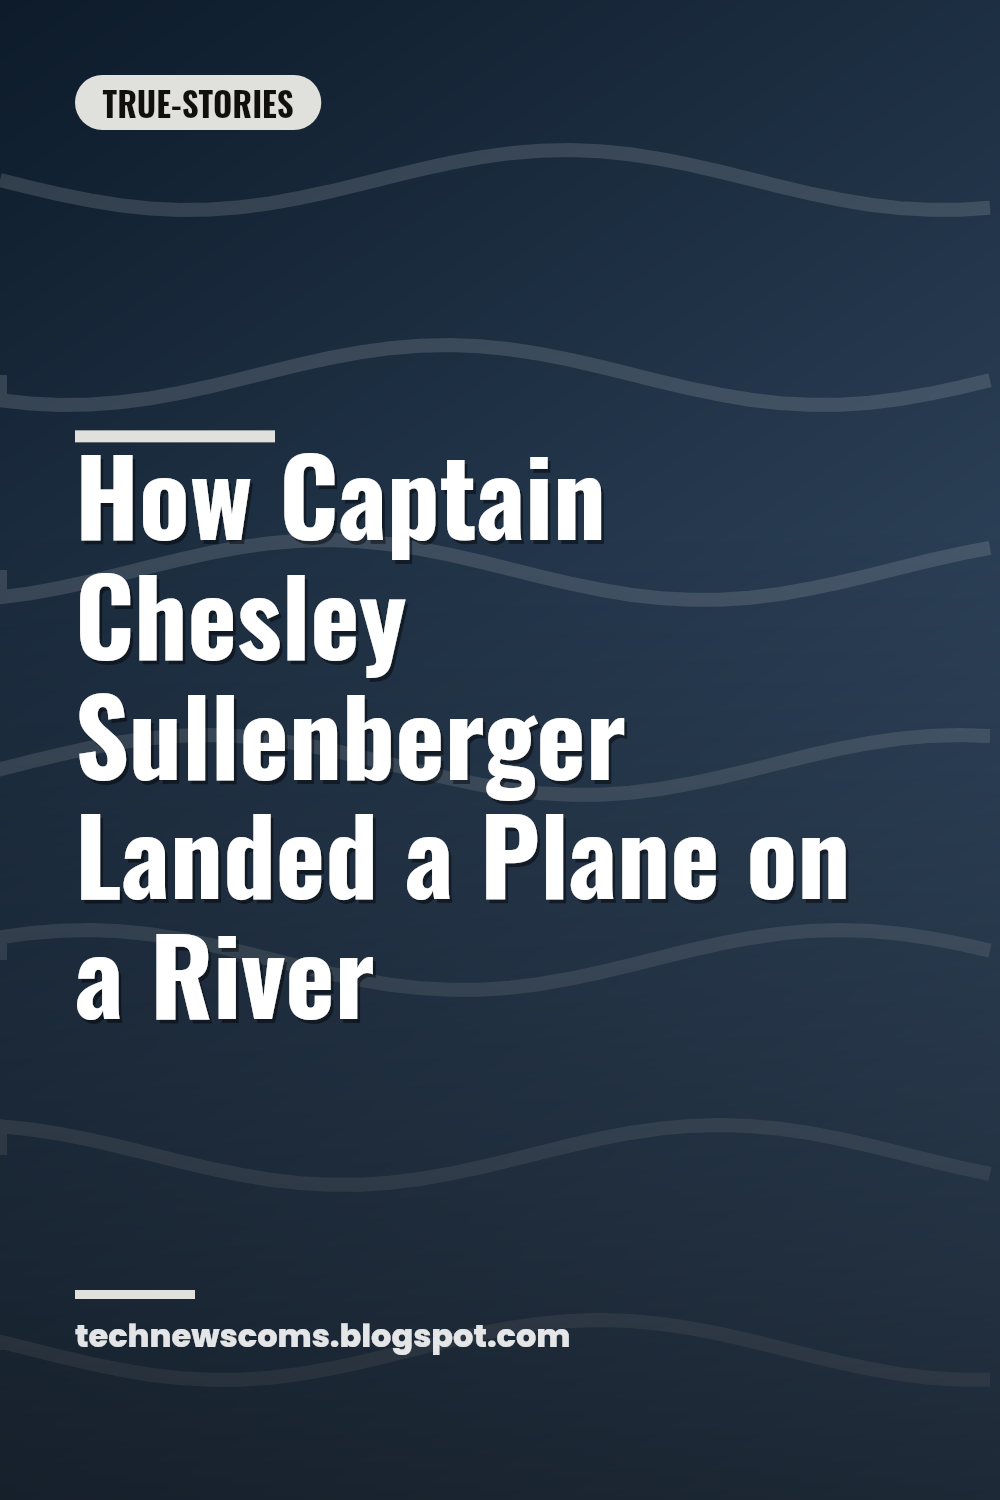 TRUE-STORIES
How Captain
Chesley
Sullenberger
Landed a Plane on
a River
technewscoms.blogspot.com